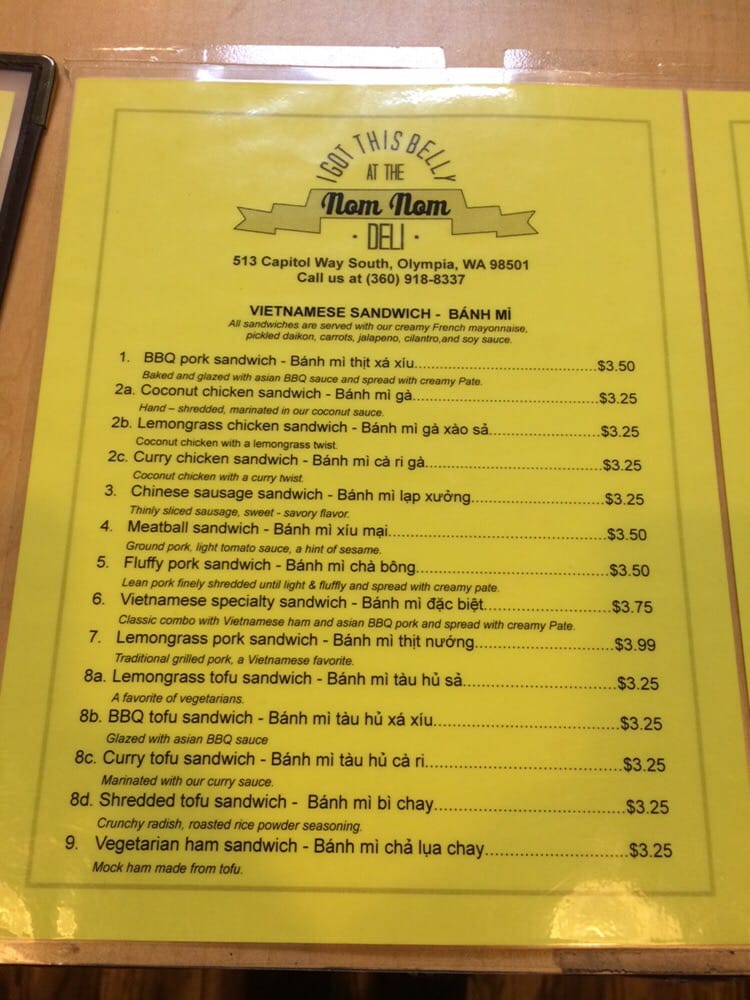 I GOT THIS BELLY
AT THE
Nom Nom
· DELI ·
513 Capitol Way South, Olympia, WA 98501
Call us at (360) 918-8337
VIETNAMESE SANDWICH - BÁNH MÌ
All sandwiches are served with our creamy French mayonnaise,
pickled daikon, carrots, jalapeno, cilantro,and soy sauce.
1. BBQ pork sandwich - Bánh mì thịt xá xíu.....$3.50
Baked and glazed with asian BBQ sauce and spread with creamy Pate.
2a. Coconut chicken sandwich - Bánh mì gà.....$3.25
Hand – shredded, marinated in our coconut sauce.
2b. Lemongrass chicken sandwich - Bánh mì gà xào sả.....$3.25
Coconut chicken with a lemongrass twist.
2c. Curry chicken sandwich - Bánh mì cà ri gà.....$3.25
Coconut chicken with a curry twist.
3. Chinese sausage sandwich - Bánh mì lạp xưởng.....$3.25
Thinly sliced sausage, sweet - savory flavor.
4. Meatball sandwich - Bánh mì xíu mại.....$3.50
Ground pork, light tomato sauce, a hint of sesame.
5. Fluffy pork sandwich - Bánh mì chà bông.....$3.50
Lean pork finely shredded until light & fluffly and spread with creamy pate.
6. Vietnamese specialty sandwich - Bánh mì đặc biệt.....$3.75
Classic combo with Vietnamese ham and asian BBQ pork and spread with creamy Pate.
7. Lemongrass pork sandwich - Bánh mì thịt nướng.....$3.99
Traditional grilled pork, a Vietnamese favorite.
8a. Lemongrass tofu sandwich - Bánh mì tàu hủ sả.....$3.25
A favorite of vegetarians.
8b. BBQ tofu sandwich - Bánh mì tàu hủ xá xíu.....$3.25
Glazed with asian BBQ sauce
8c. Curry tofu sandwich - Bánh mì tàu hủ cà ri.....$3.25
Marinated with our curry sauce.
8d. Shredded tofu sandwich - Bánh mì bì chay.....$3.25
Crunchy radish, roasted rice powder seasoning.
9. Vegetarian ham sandwich - Bánh mì chả lụa chay.....$3.25
Mock ham made from tofu.